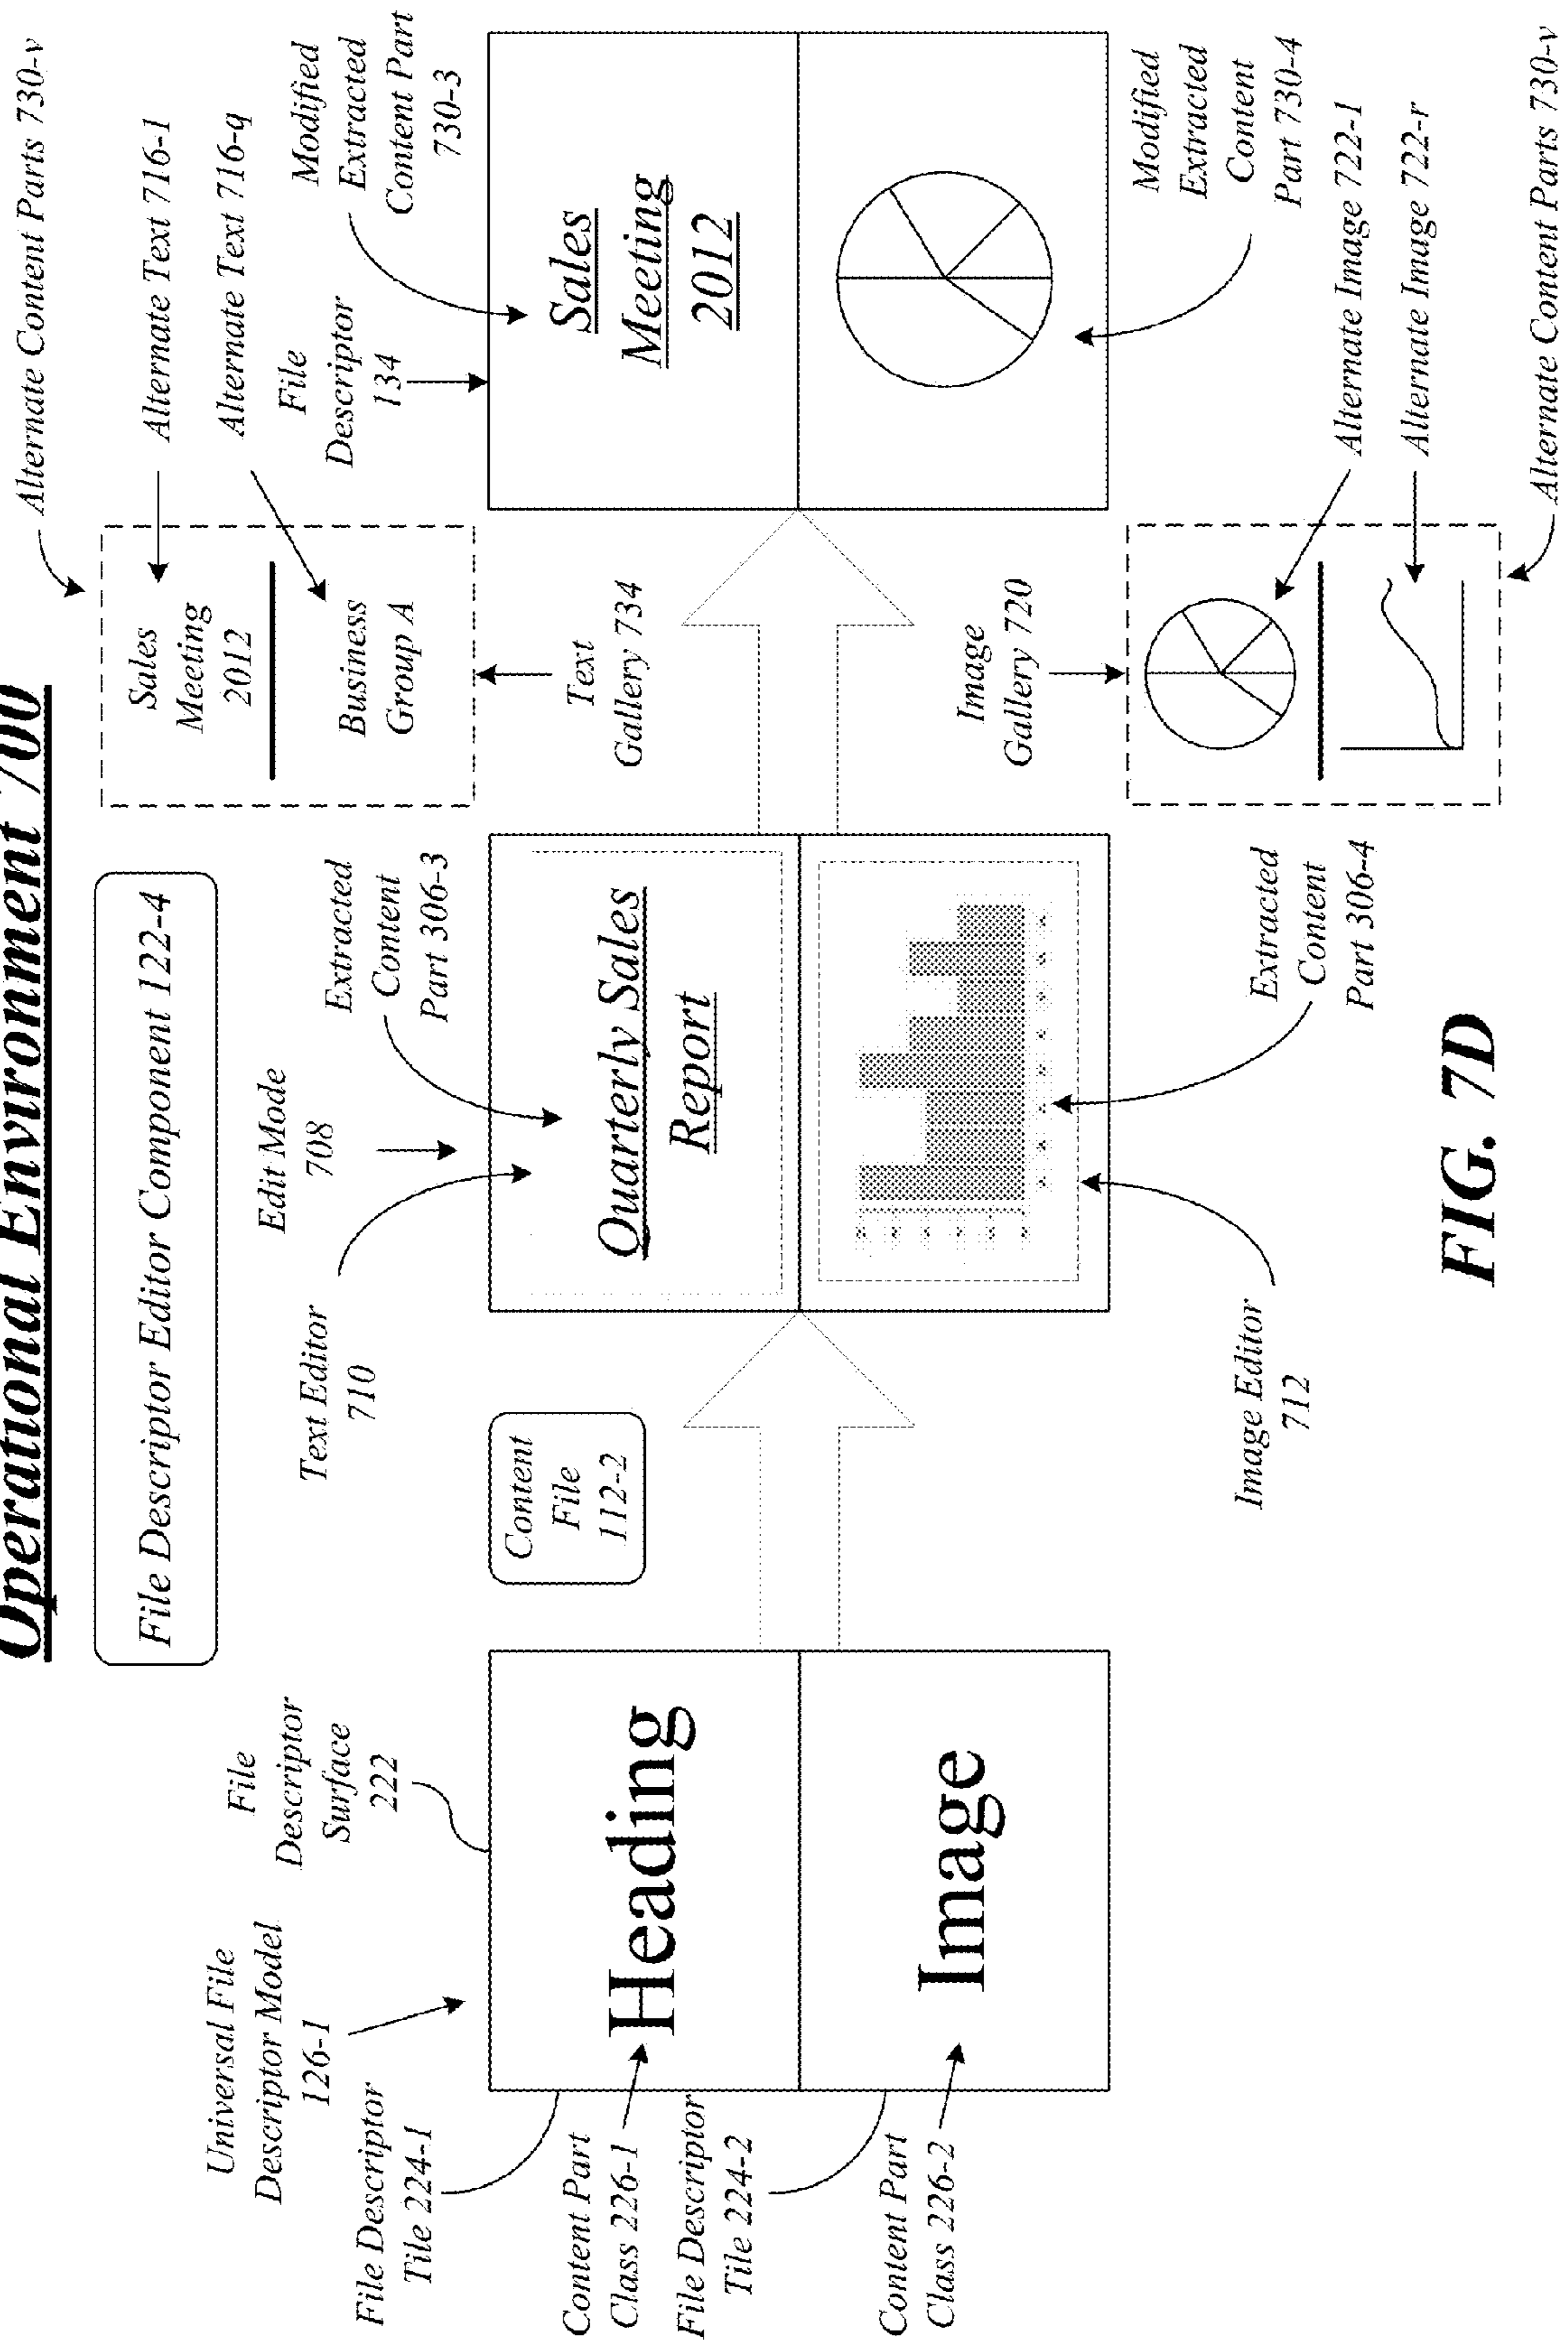 Operational Environment 700
File Descriptor Editor Component 122-4
Alternate Content Parts 730-v
Alternate Text 716-1
Alternate Text 716-q
Universal File
Descriptor Model
126-1
File
Descriptor
Surface
222
File Descriptor
Tile 224-1
Content Part
Class 226-1
File Descriptor
Tile 224-2
Content Part
Class 226-2
Heading
Image
Content
File
112-2
Text Editor
710
Edit Mode
708
Extracted
Content
Part 306-3
Quarterly Sales
Report
Image Editor
712
Extracted
Content
Part 306-4
Sales
Meeting
2012
Business
Group A
Text
Gallery 734
Image
Gallery 720
File
Descriptor
134
Modified
Extracted
Content Part
730-3
Sales
Meeting
2012
Modified
Extracted
Content
Part 730-4
Alternate Image 722-1
Alternate Image 722-r
Alternate Content Parts 730-v
FIG. 7D